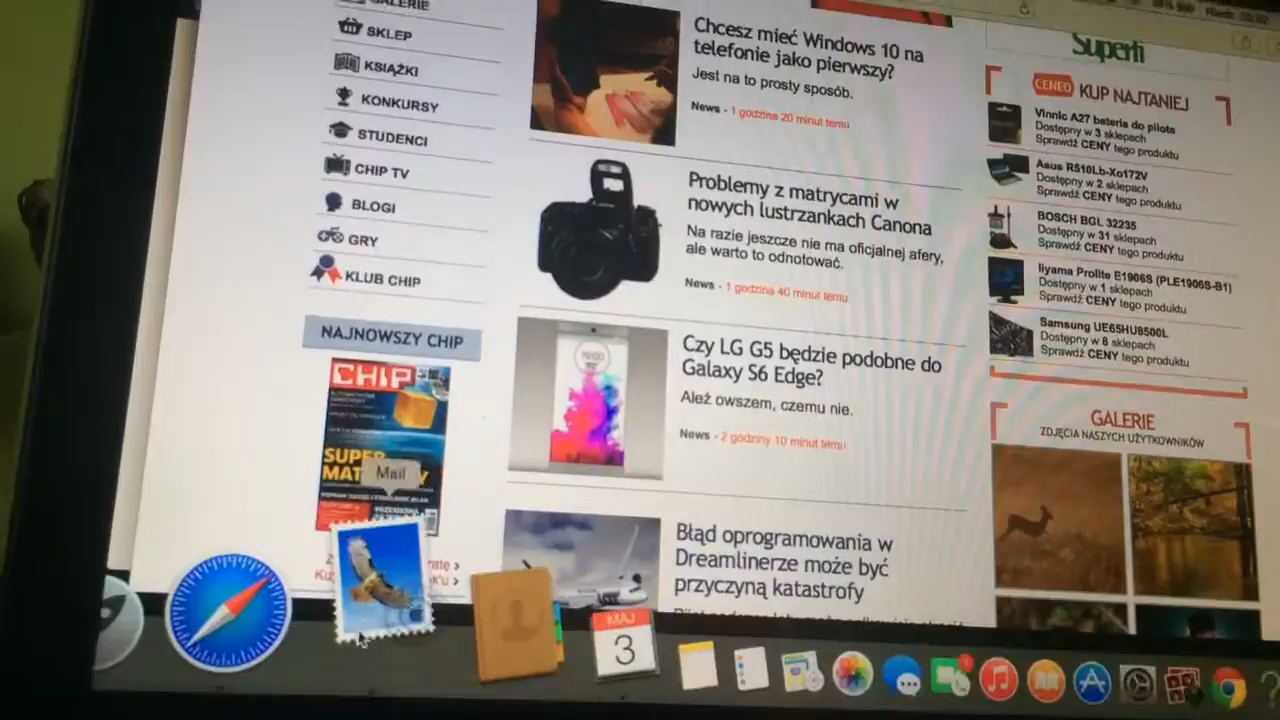 GALERIE
SKLEP
KSIĄŻKI
KONKURSY
STUDENCI
CHIP TV
BLOGI
GRY
KLUB CHIP
NAJNOWSZY CHIP
CHIP
SUPER
MAT
Mail
Chcesz mieć Windows 10 na
telefonie jako pierwszy?
Jest na to prosty sposób.
News - 1 godzina 20 minut temu
Problemy z matrycami w
nowych lustrzankach Canona
Na razie jeszcze nie ma oficjalnej afery,
ale warto to odnotować.
News - 1 godzina 40 minut temu
Czy LG G5 będzie podobne do
Galaxy S6 Edge?
Ależ owszem, czemu nie.
News - 2 godziny 10 minut temu
Błąd oprogramowania w
Dreamlinerze może być
przyczyną katastrofy
MAJ
3
CENEO KUP NAJTANIEJ
Vinnic A27 bateria do pilota
Dostępny w 3 sklepach
Sprawdź CENY tego produktu
Asus R510Lb-Xo172V
Dostępny w 2 sklepach
Sprawdź CENY tego produktu
BOSCH BGL 32235
Dostępny w 31 sklepach
Sprawdź CENY tego produktu
Iiyama Prolite E1906S (PLE1906S-B1)
Dostępny w 1 sklepach
Sprawdź CENY tego produktu
Samsung UE65HU8500L
Dostępny w 8 sklepach
Sprawdź CENY tego produktu
GALERIE
ZDJĘCIA NASZYCH UŻYTKOWNIKÓW